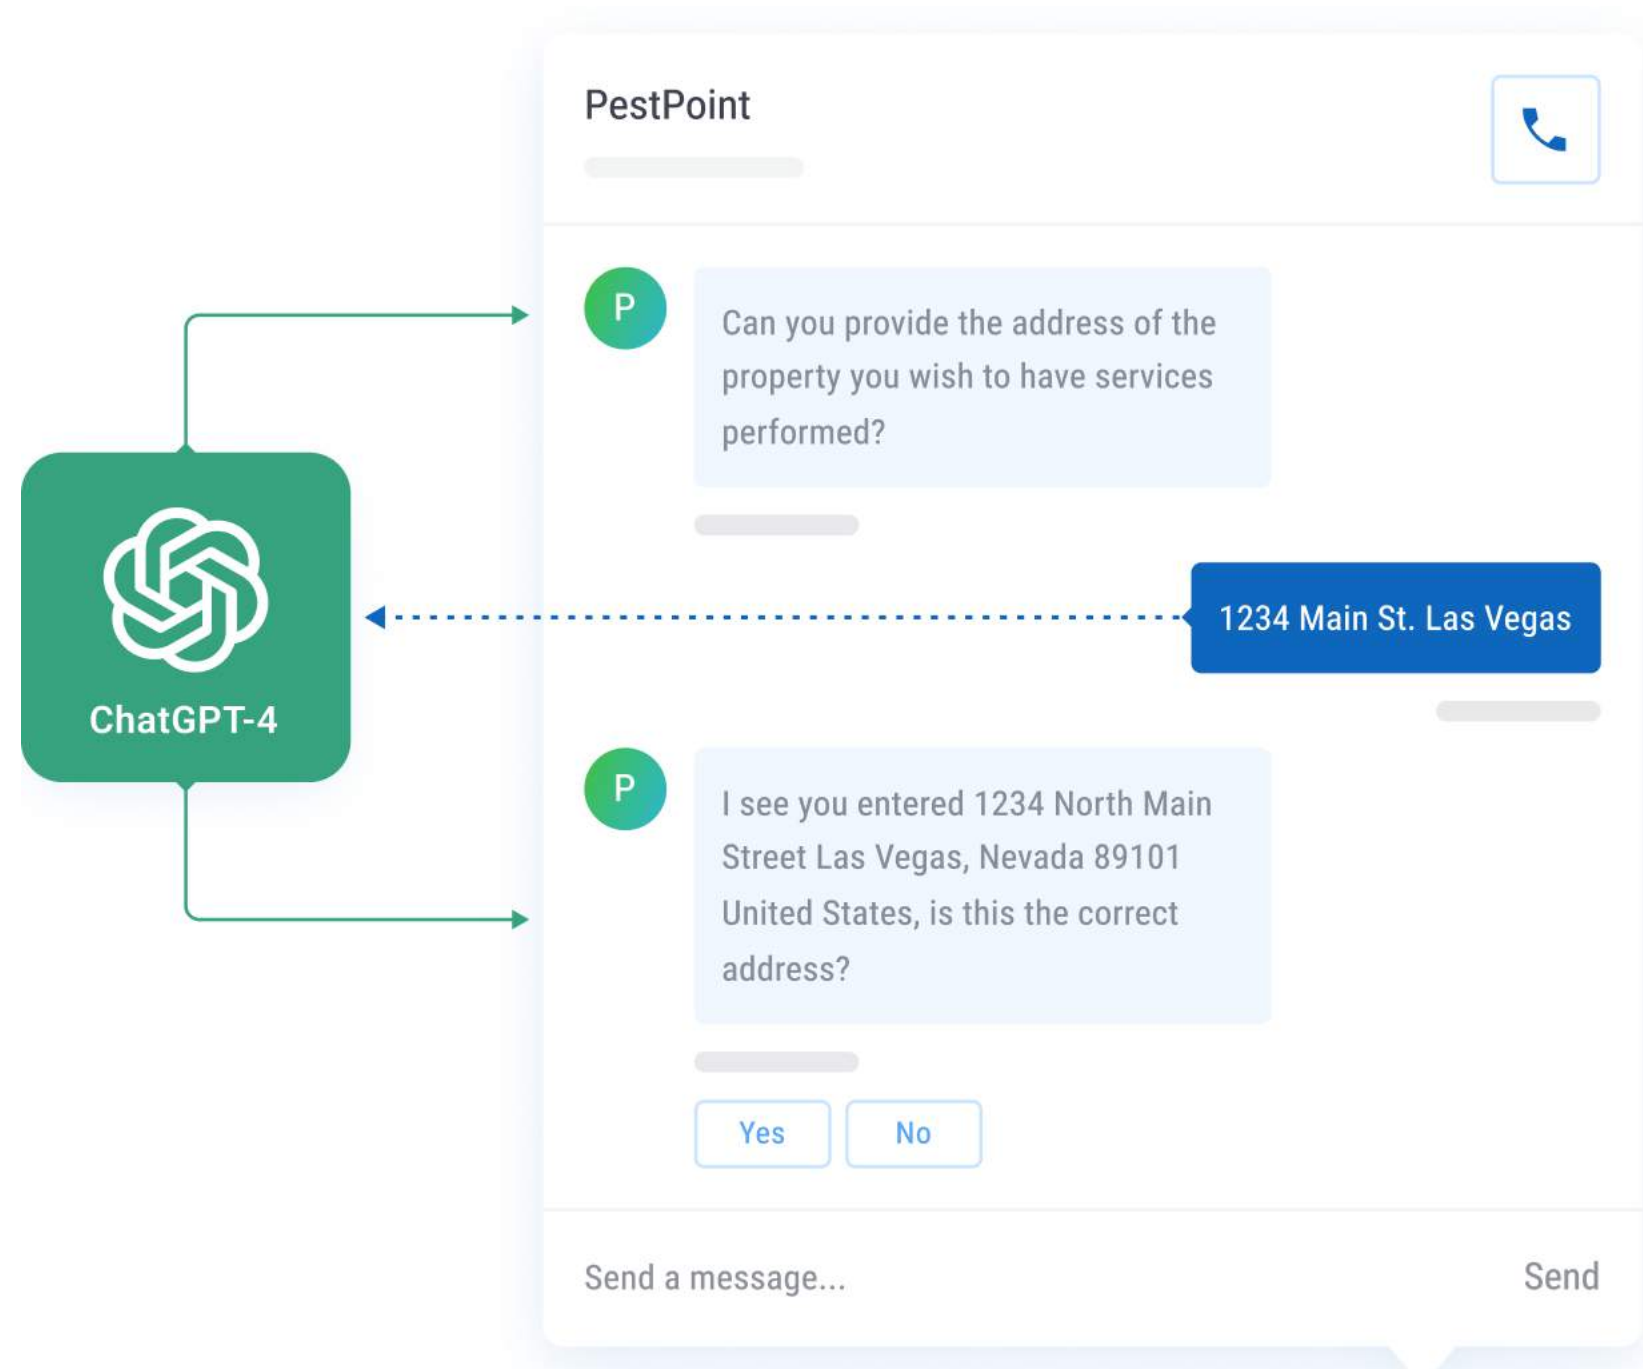 PestPoint
P
Can you provide the address of the
property you wish to have services
performed?
1234 Main St. Las Vegas
ChatGPT-4
P
I see you entered 1234 North Main
Street Las Vegas, Nevada 89101
United States, is this the correct
address?
Yes
No
Send a message...
Send